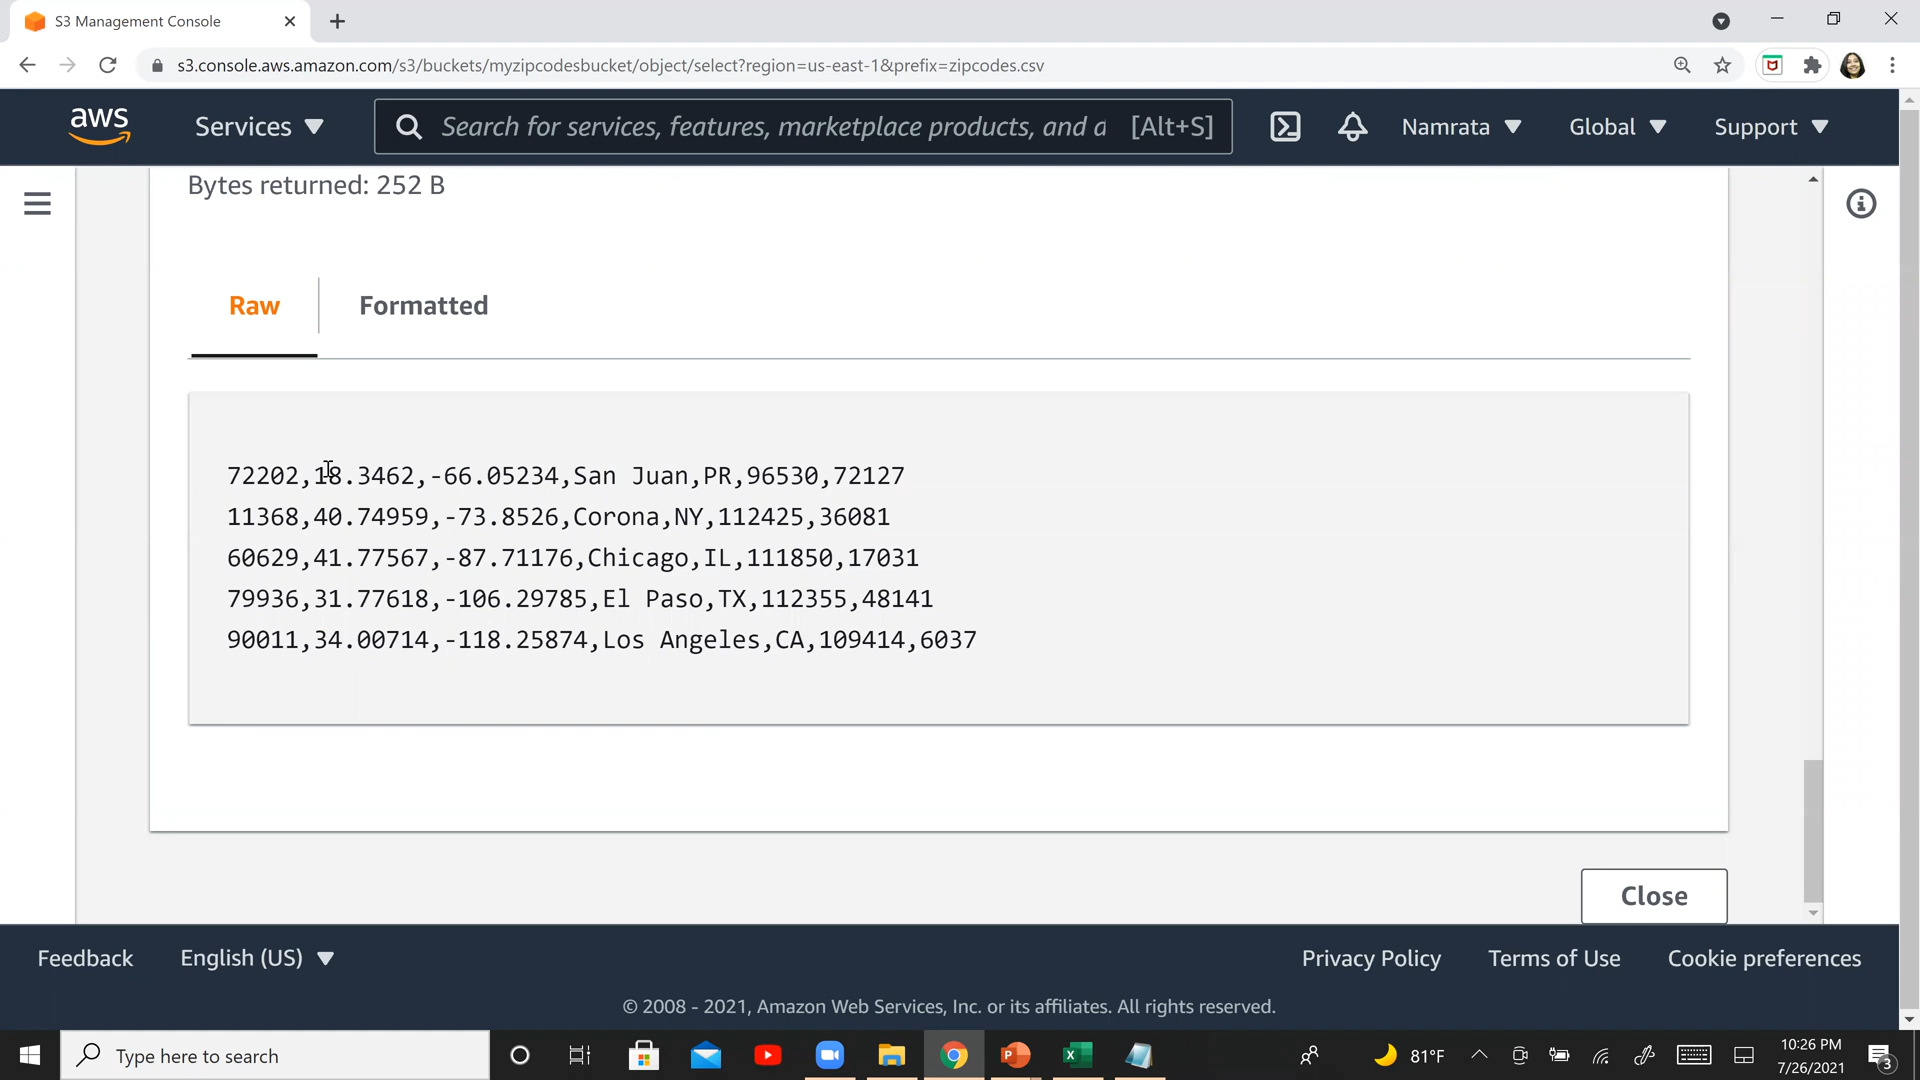 S3 Management Console
s3.console.aws.amazon.com/s3/buckets/myzipcodesbucket/object/select?region=us-east-1&prefix=zipcodes.csv
aws
Services
Search for services, features, marketplace products, and d
[Alt+S]
Namrata
Global
Support
Bytes returned: 252 B
Raw
Formatted
72202,18.3462,-66.05234,San Juan,PR,96530,72127
11368,40.74959,-73.8526,Corona,NY,112425,36081
60629,41.77567,-87.71176,Chicago,IL,111850,17031
79936,31.77618,-106.29785,El Paso,TX,112355,48141
90011,34.00714,-118.25874,Los Angeles,CA,109414,6037
Close
Feedback
English (US)
Privacy Policy
Terms of Use
Cookie preferences
© 2008 - 2021, Amazon Web Services, Inc. or its affiliates. All rights reserved.
Type here to search
81°F
10:26 PM
7/26/2021
3